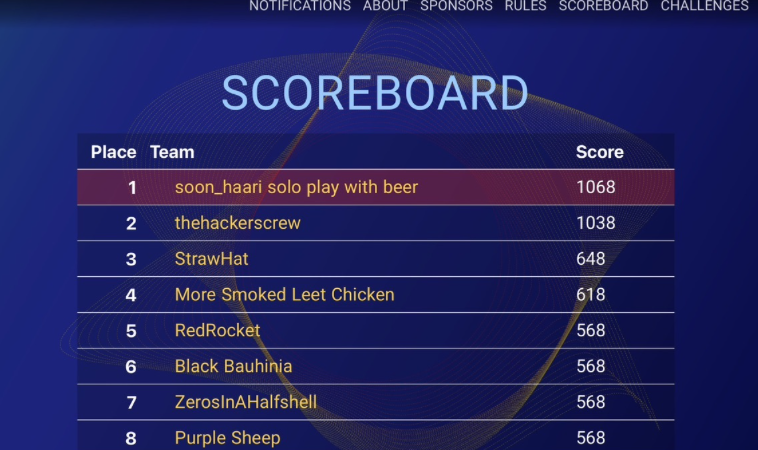 NOTIFICATIONS ABOUT SPONSORS RULES SCOREBOARD CHALLENGES
SCOREBOARD
Place Team Score
1 soon_haari solo play with beer 1068
2 thehackerscrew 1038
3 StrawHat 648
4 More Smoked Leet Chicken 618
5 RedRocket 568
6 Black Bauhinia 568
7 ZerosInAHalfshell 568
8 Purple Sheep 568